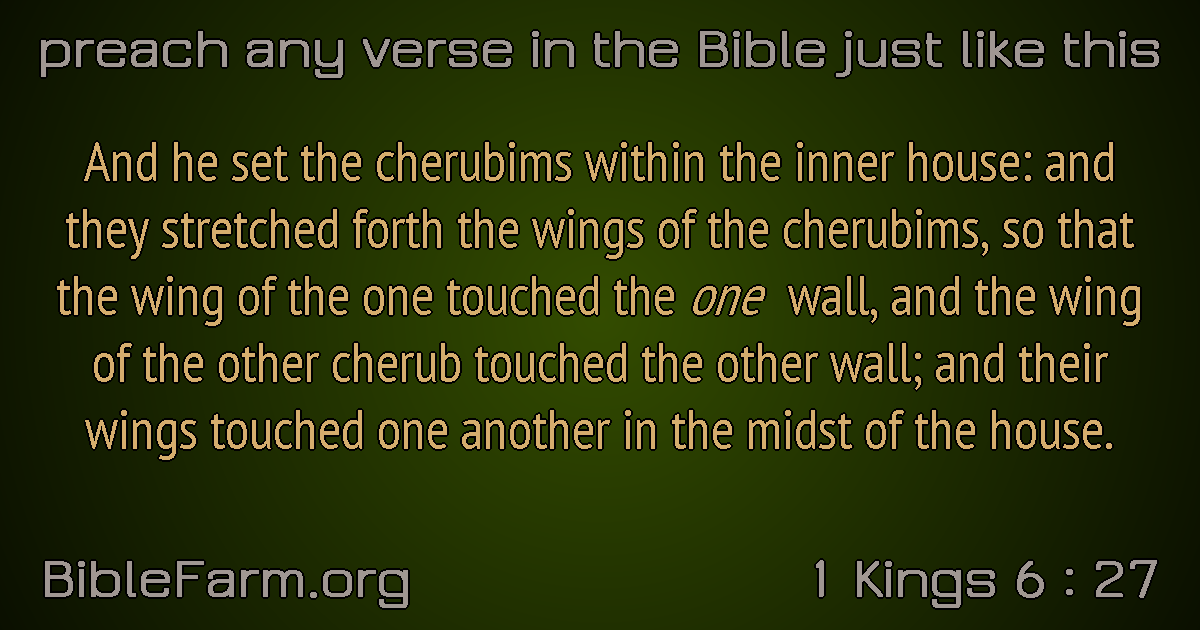 preach any verse in the Bible just like this
And he set the cherubims within the inner house: and
they stretched forth the wings of the cherubims, so that
the wing of the one touched the one wall, and the wing
of the other cherub touched the other wall; and their
wings touched one another in the midst of the house.
BibleFarm.org
1 Kings 6 : 27